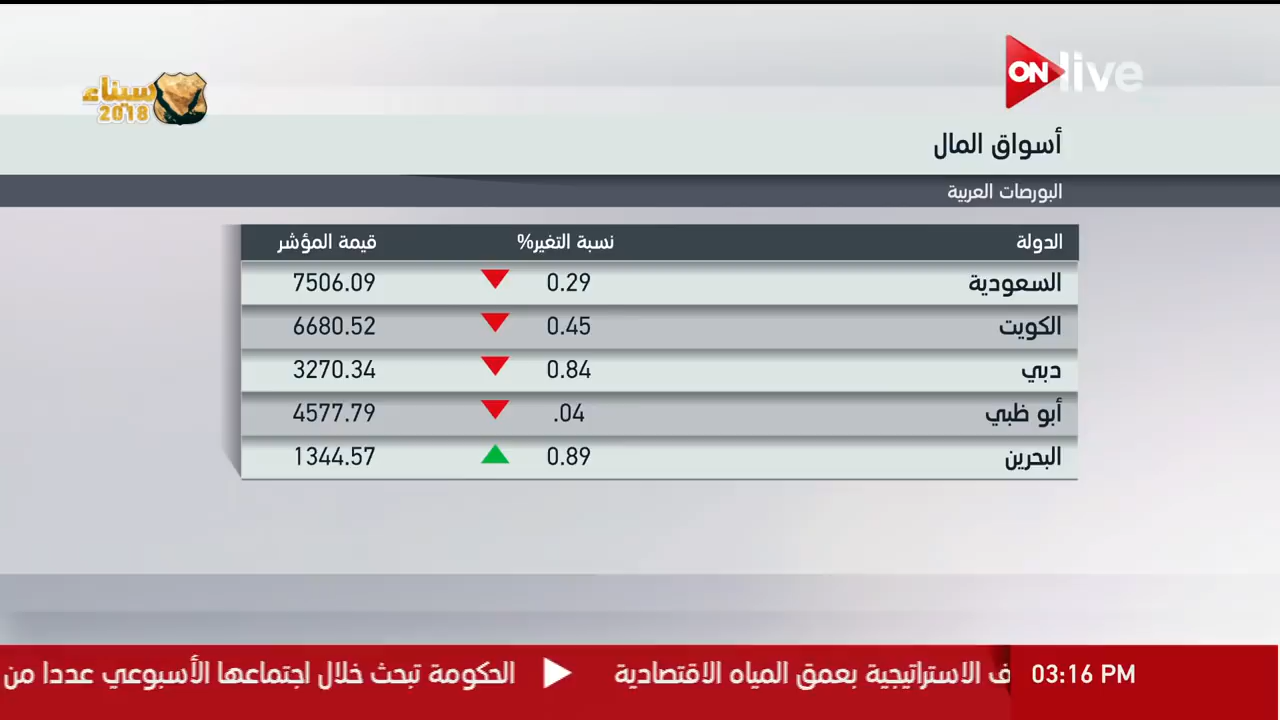 ON live
سيناء
2018
أسواق المال
البورصات العربية
الدولة نسبة التغير% قيمة المؤشر
السعودية 0.29 7506.09
الكويت 0.45 6680.52
دبي 0.84 3270.34
أبو ظبي .04 4577.79
البحرين 0.89 1344.57
03:16 PM ف الاستراتيجية بعمق المياه الاقتصادية الحكومة تبحث خلال اجتماعها الأسبوعي عددا من